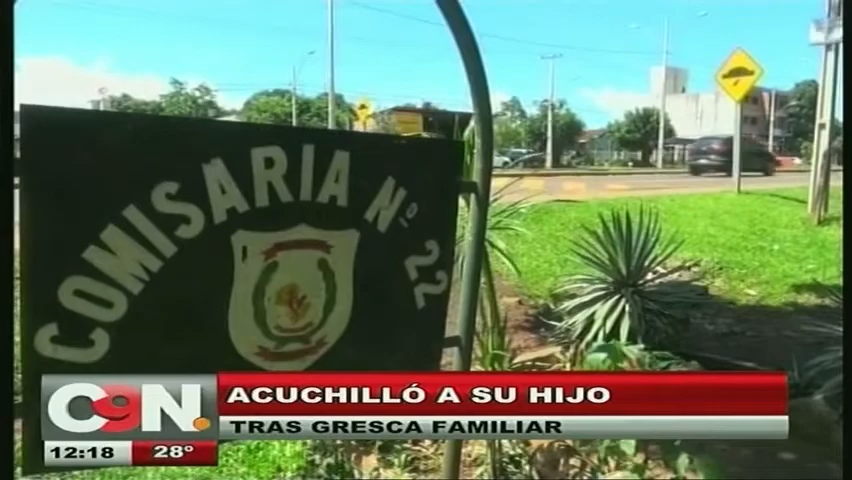 COMISARIA Nº 22
C9N.
ACUCHILLÓ A SU HIJO
TRAS GRESCA FAMILIAR
12:18 28°